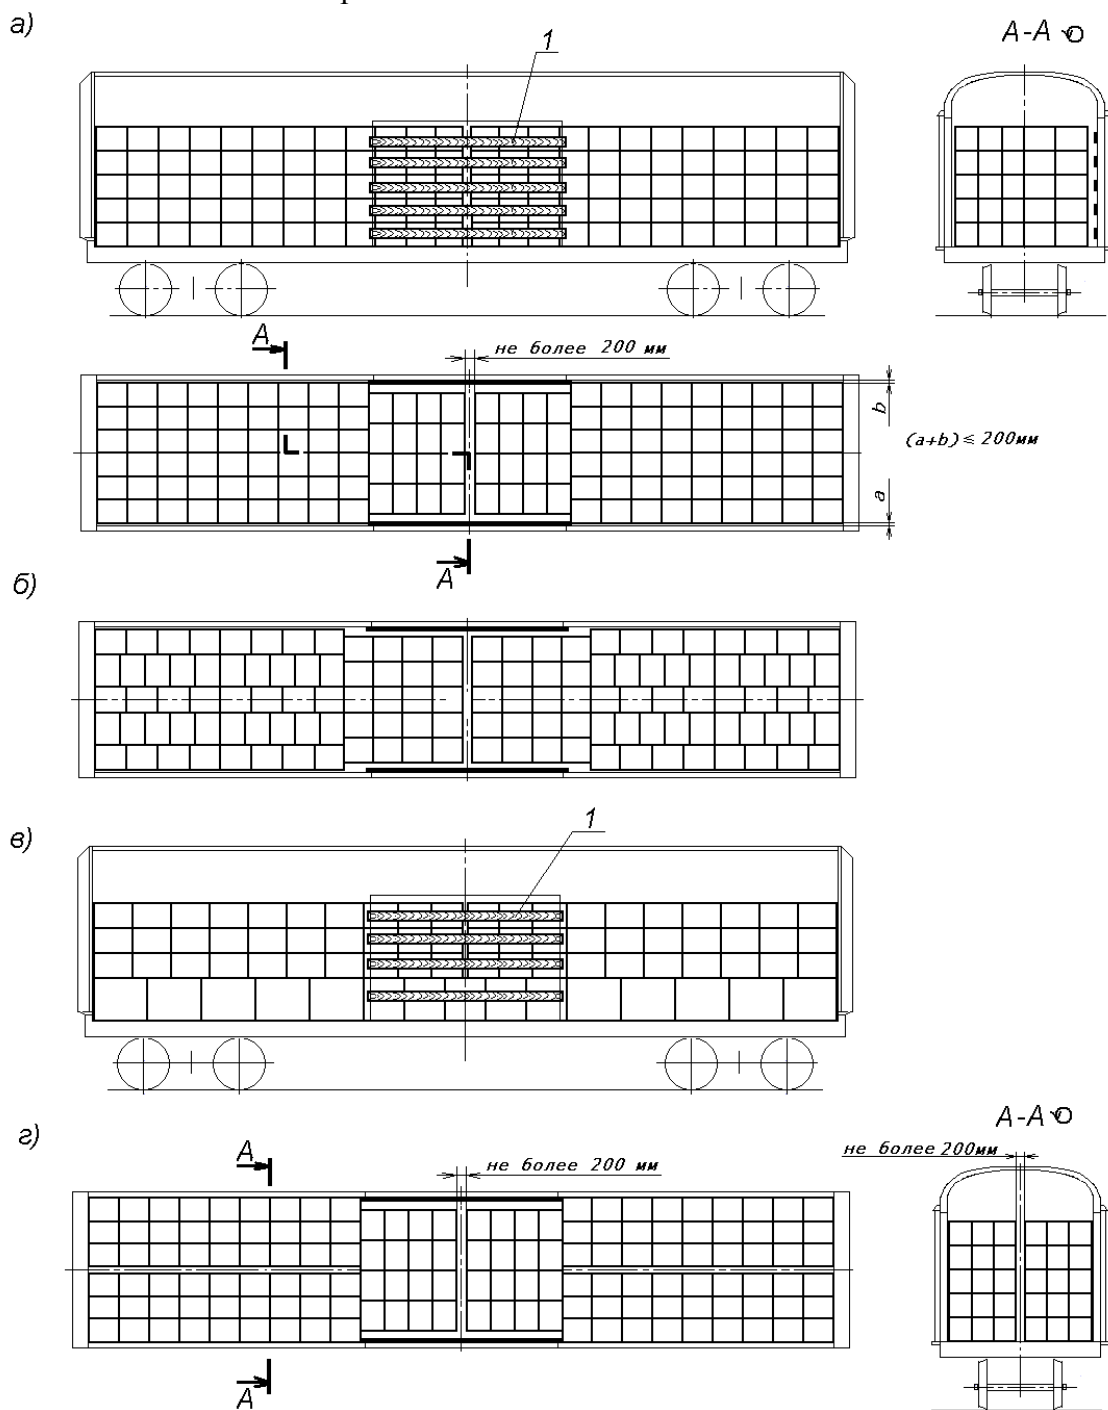 а)
1
А-А
А
не более 200 мм
b
(а+b)≤200мм
а
А
б)
в)
1
г)
А-А
не более 200мм
А
не более 200 мм
А